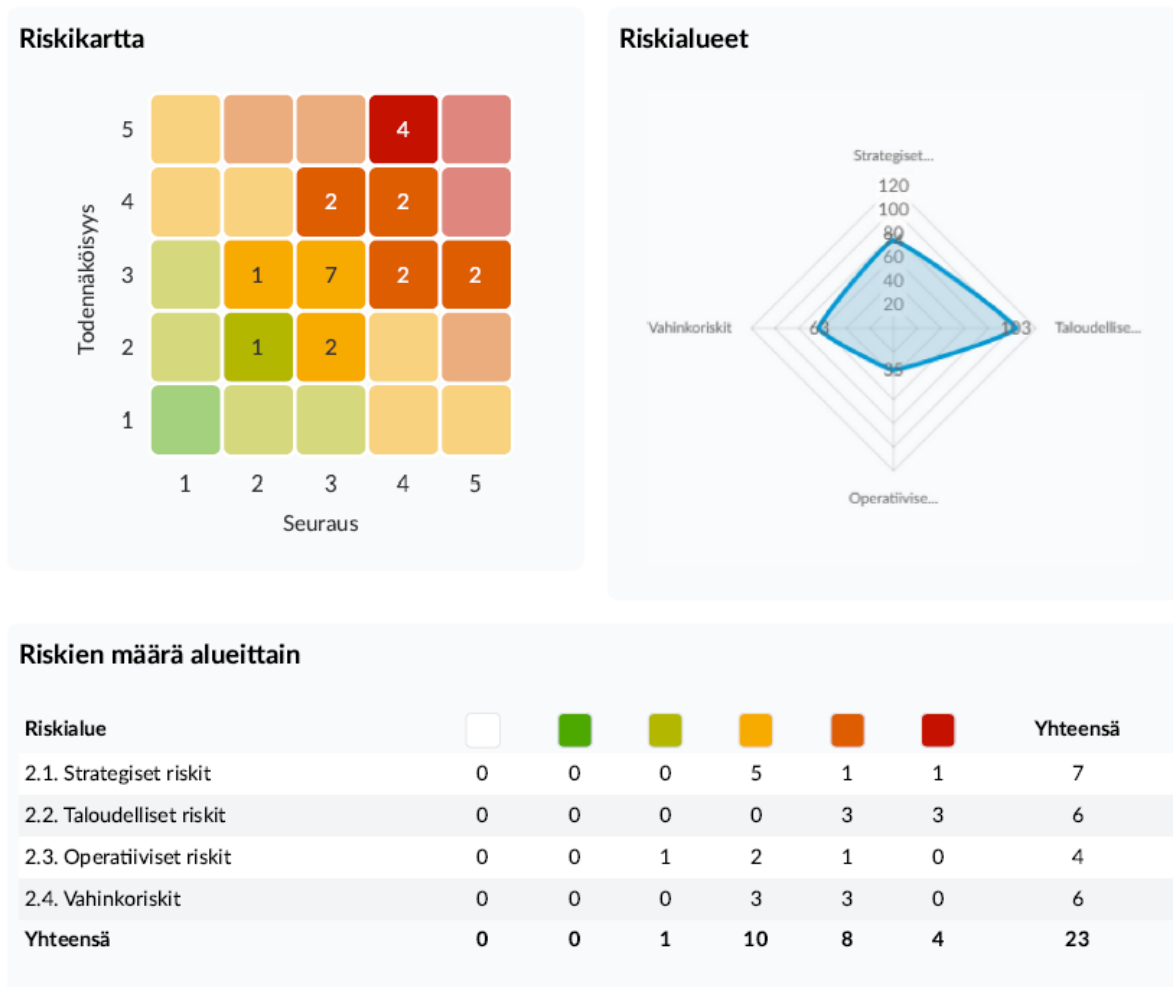 Riskikartta
5 4
4 2 2
3 1 7 2 2
2 1 2
1
1 2 3 4 5
Todennäköisyys
Seuraus
Riskialueet
Strategiset...
120
100
80
60
40
20
Vahinkoriskit 63 103 Taloudellise...
35
Operatiivise...
Riskien määrä alueittain
Riskialue Yhteensä
2.1. Strategiset riskit 0 0 0 5 1 1 7
2.2. Taloudelliset riskit 0 0 0 0 3 3 6
2.3. Operatiiviset riskit 0 0 1 2 1 0 4
2.4. Vahinkoriskit 0 0 0 3 3 0 6
Yhteensä 0 0 1 10 8 4 23